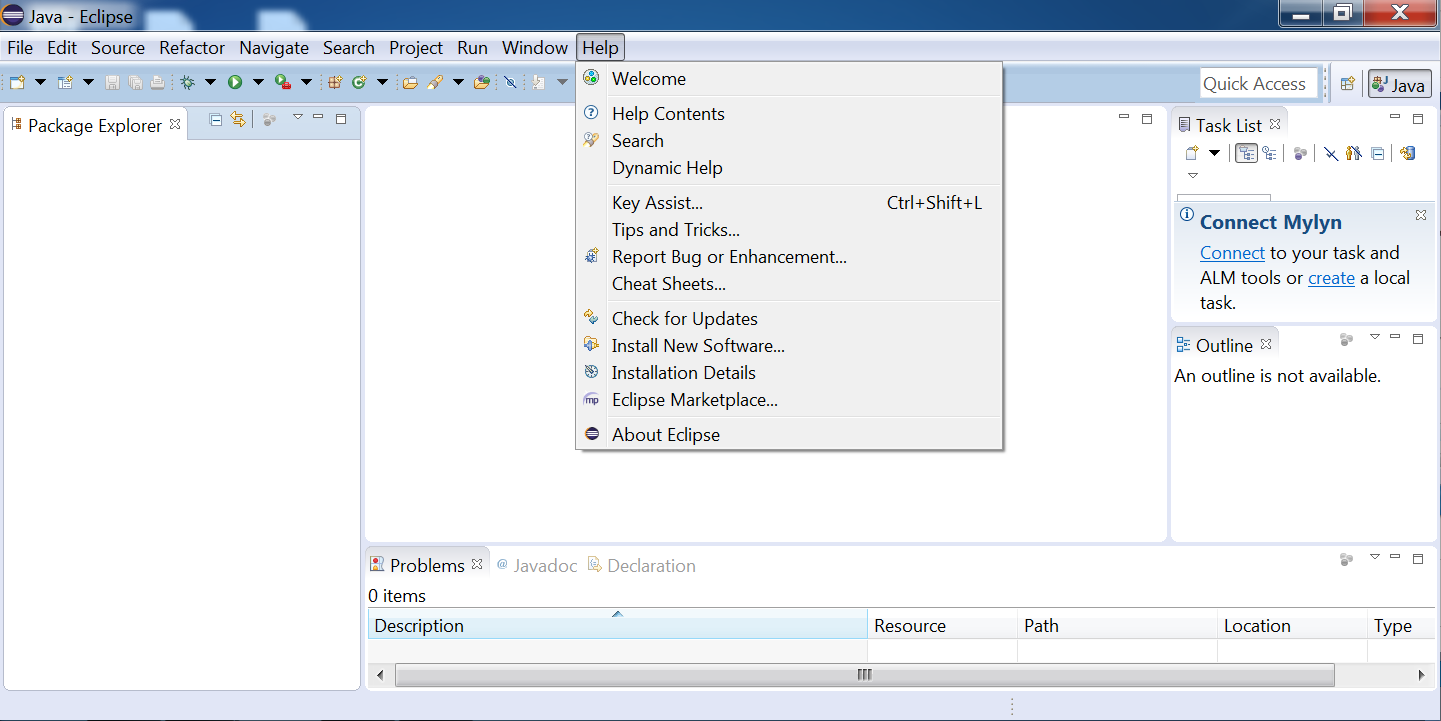 Java - Eclipse
File Edit Source Refactor Navigate Search Project Run Window Help
Quick Access
Java
Package Explorer
Welcome
Help Contents
Search
Dynamic Help
Key Assist... Ctrl+Shift+L
Tips and Tricks...
Report Bug or Enhancement...
Cheat Sheets...
Check for Updates
Install New Software...
Installation Details
mp Eclipse Marketplace...
About Eclipse
Task List
Connect Mylyn
Connect to your task and
ALM tools or create a local
task.
Outline
An outline is not available.
Problems @ Javadoc Declaration
0 items
Description Resource Path Location Type